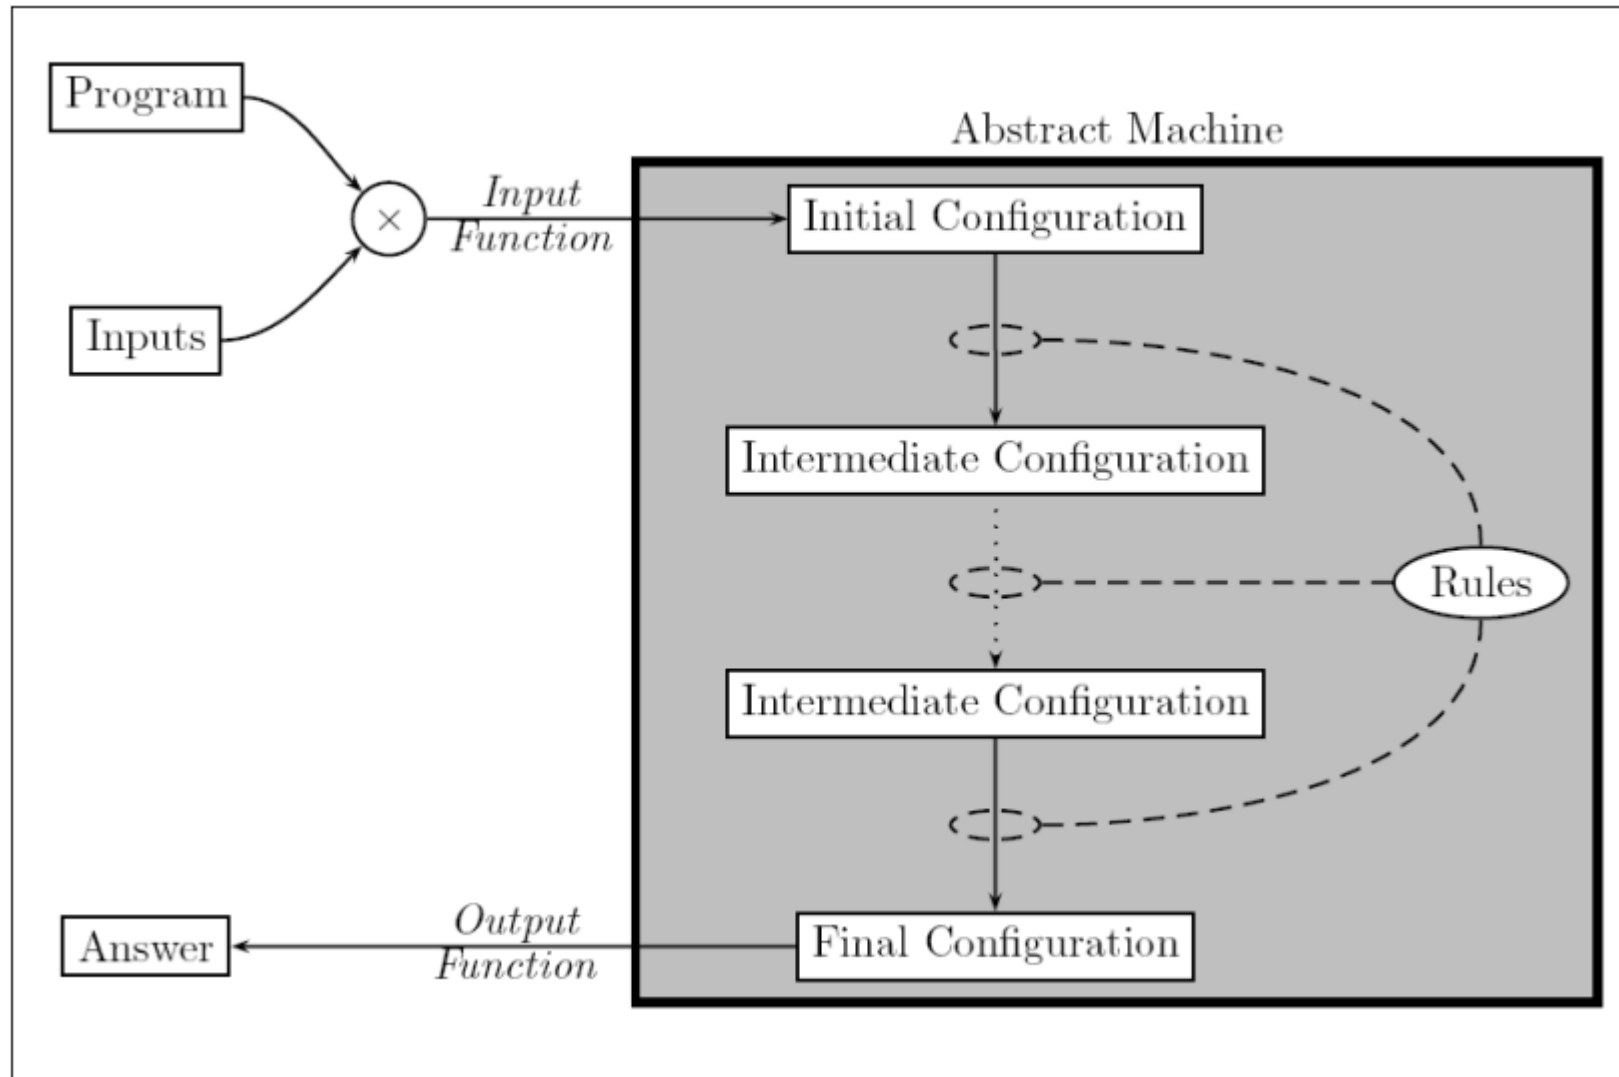 Program
Abstract Machine
Input
Function
×
Initial Configuration
Inputs
Intermediate Configuration
Rules
Intermediate Configuration
Output
Function
Answer
Final Configuration